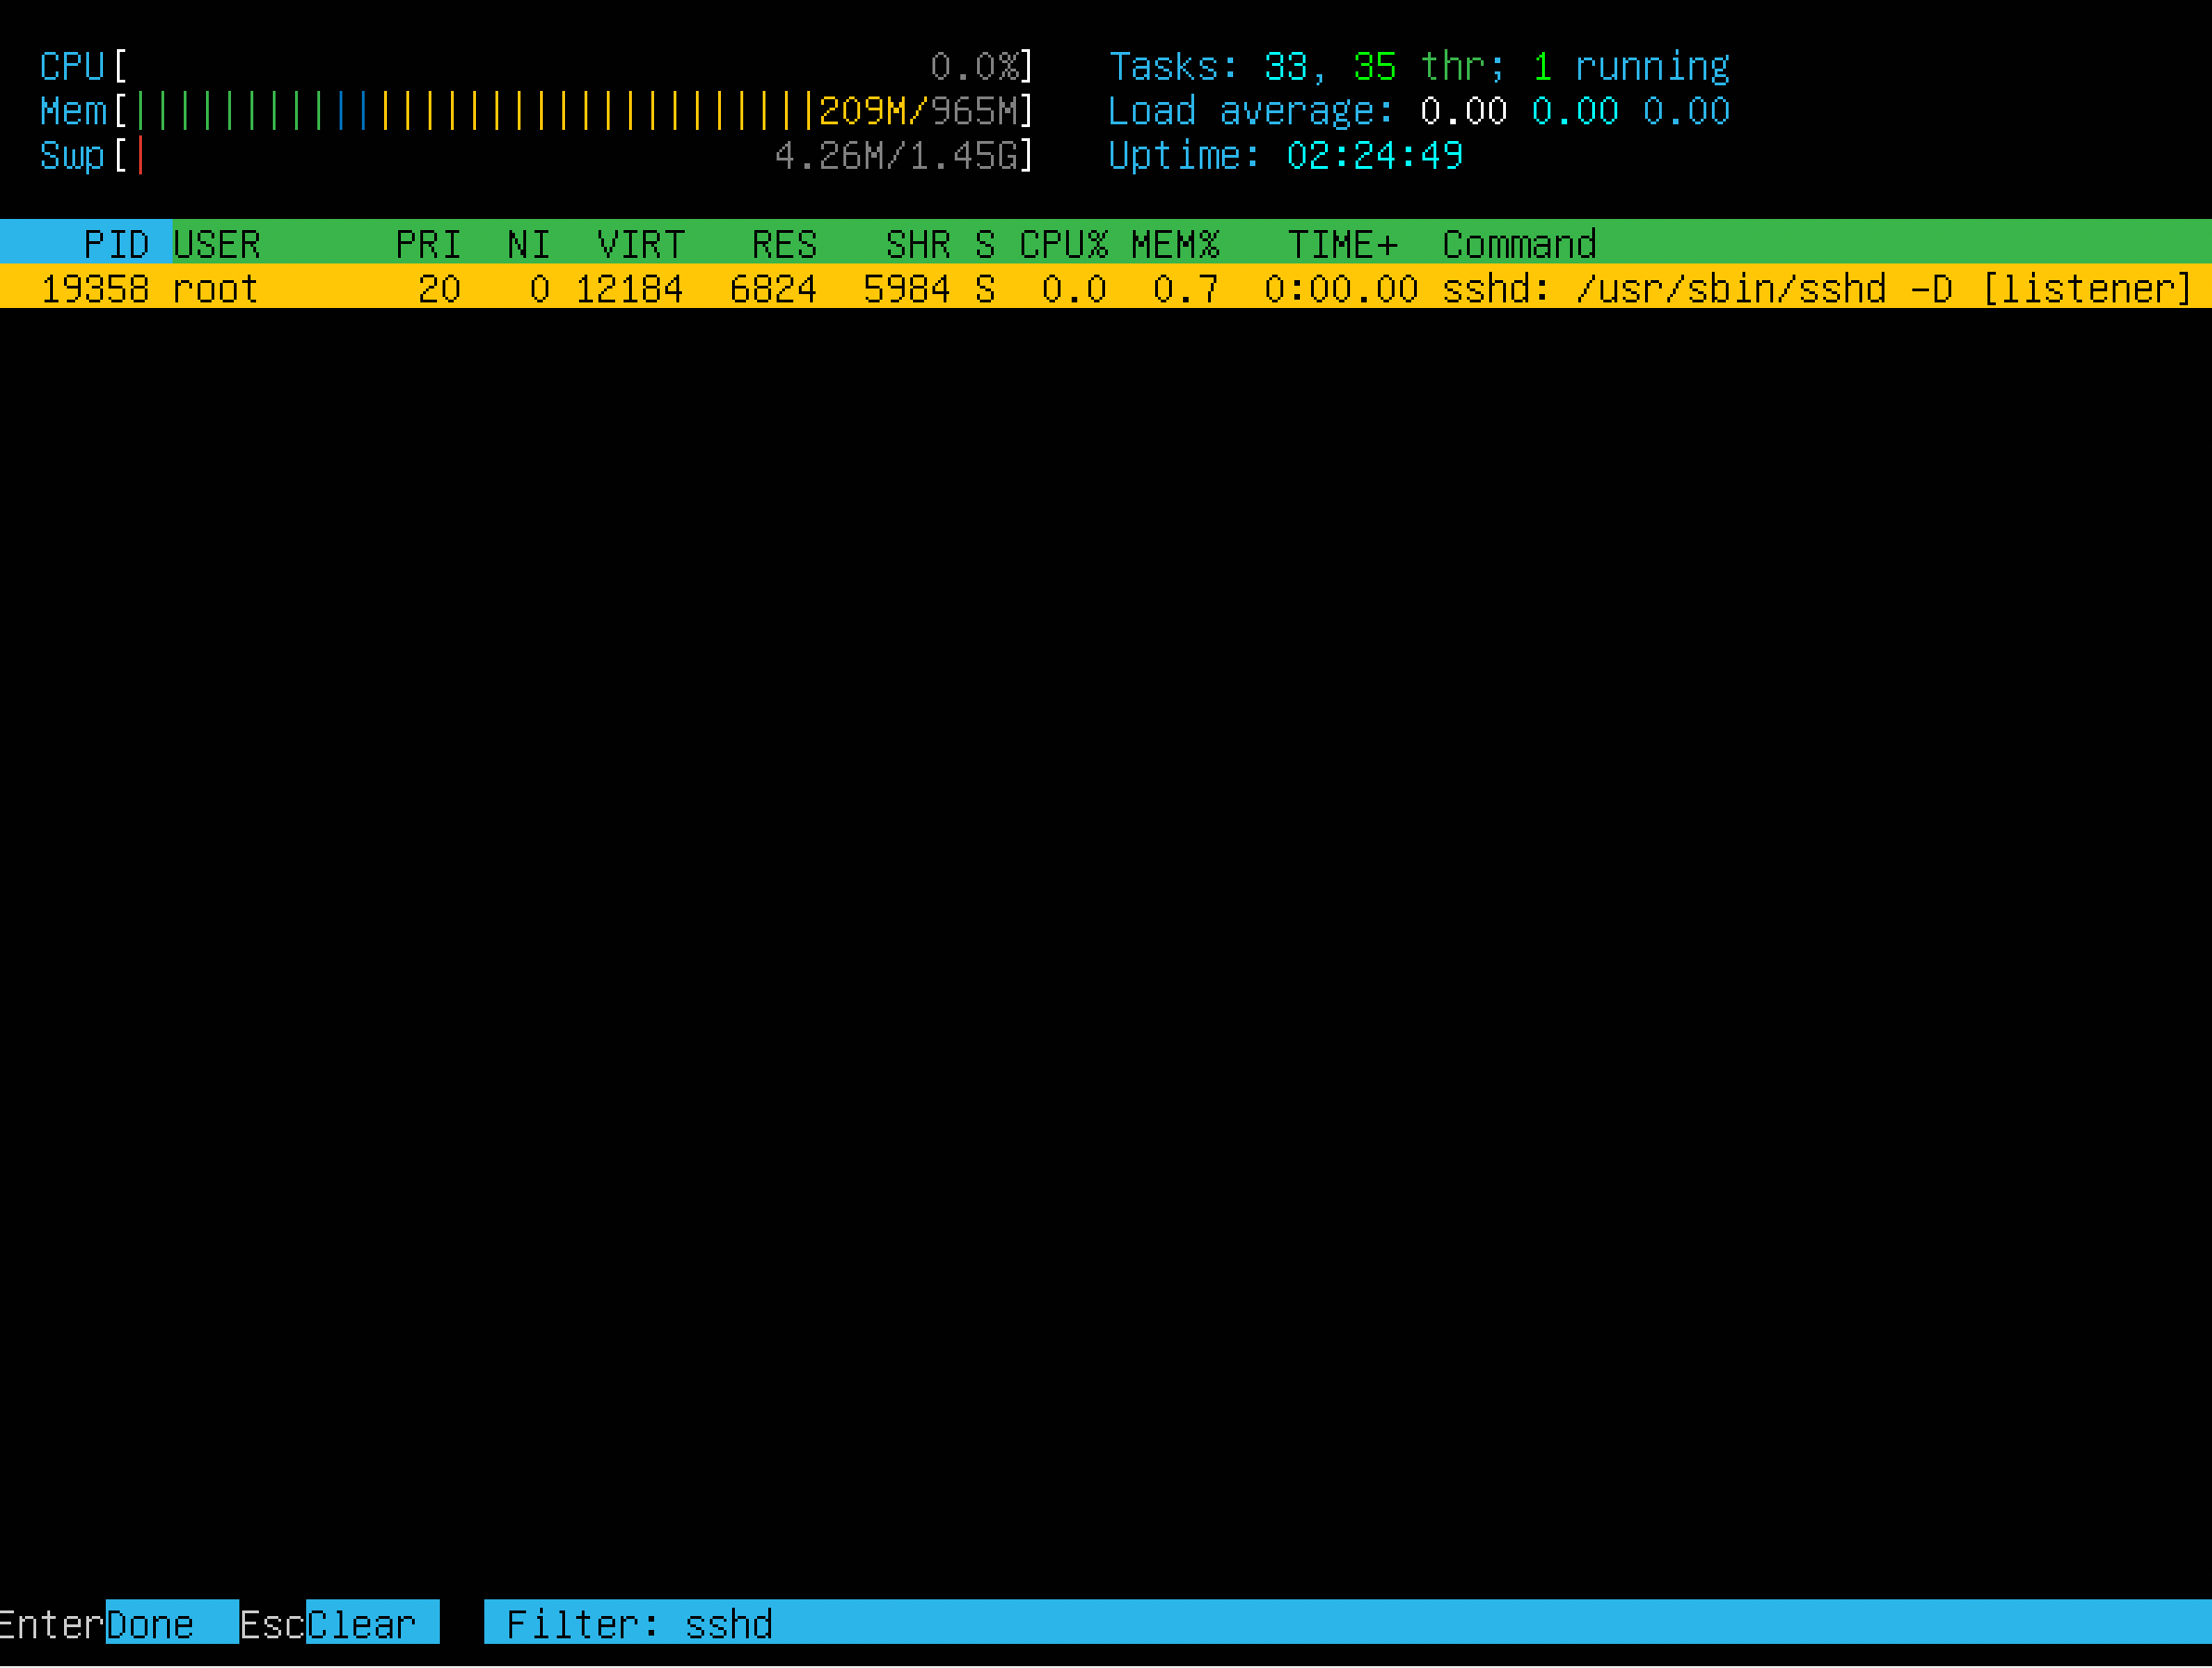 CPU[ 0.0%] Tasks: 33, 35 thr; 1 running
Mem[|||||||||||||||||||||||||||||||209M/965M] Load average: 0.00 0.00 0.00
Swp[| 4.26M/1.45G] Uptime: 02:24:49
PID USER PRI NI VIRT RES SHR S CPU% MEM% TIME+ Command
19358 root 20 0 12184 6824 5984 S 0.0 0.7 0:00.00 sshd: /usr/sbin/sshd -D [listener]
EnterDone EscClear Filter: sshd